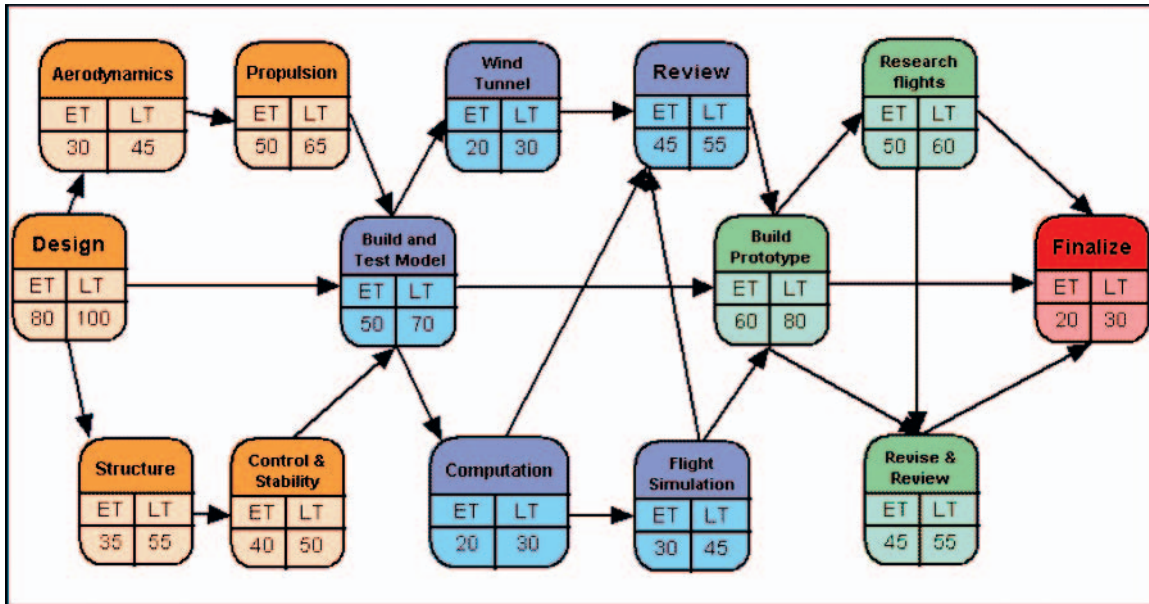 Aerodynamics
ET LT
30 45
Propulsion
ET LT
50 65
Wind
Tunnel
ET LT
20 30
Review
ET LT
45 55
Research
flights
ET LT
50 60
Design
ET LT
80 100
Build and
Test Model
ET LT
50 70
Build
Prototype
ET LT
60 80
Finalize
ET LT
20 30
Structure
ET LT
35 55
Control &
Stability
ET LT
40 50
Computation
ET LT
20 30
Flight
Simulation
ET LT
30 45
Revise &
Review
ET LT
45 55